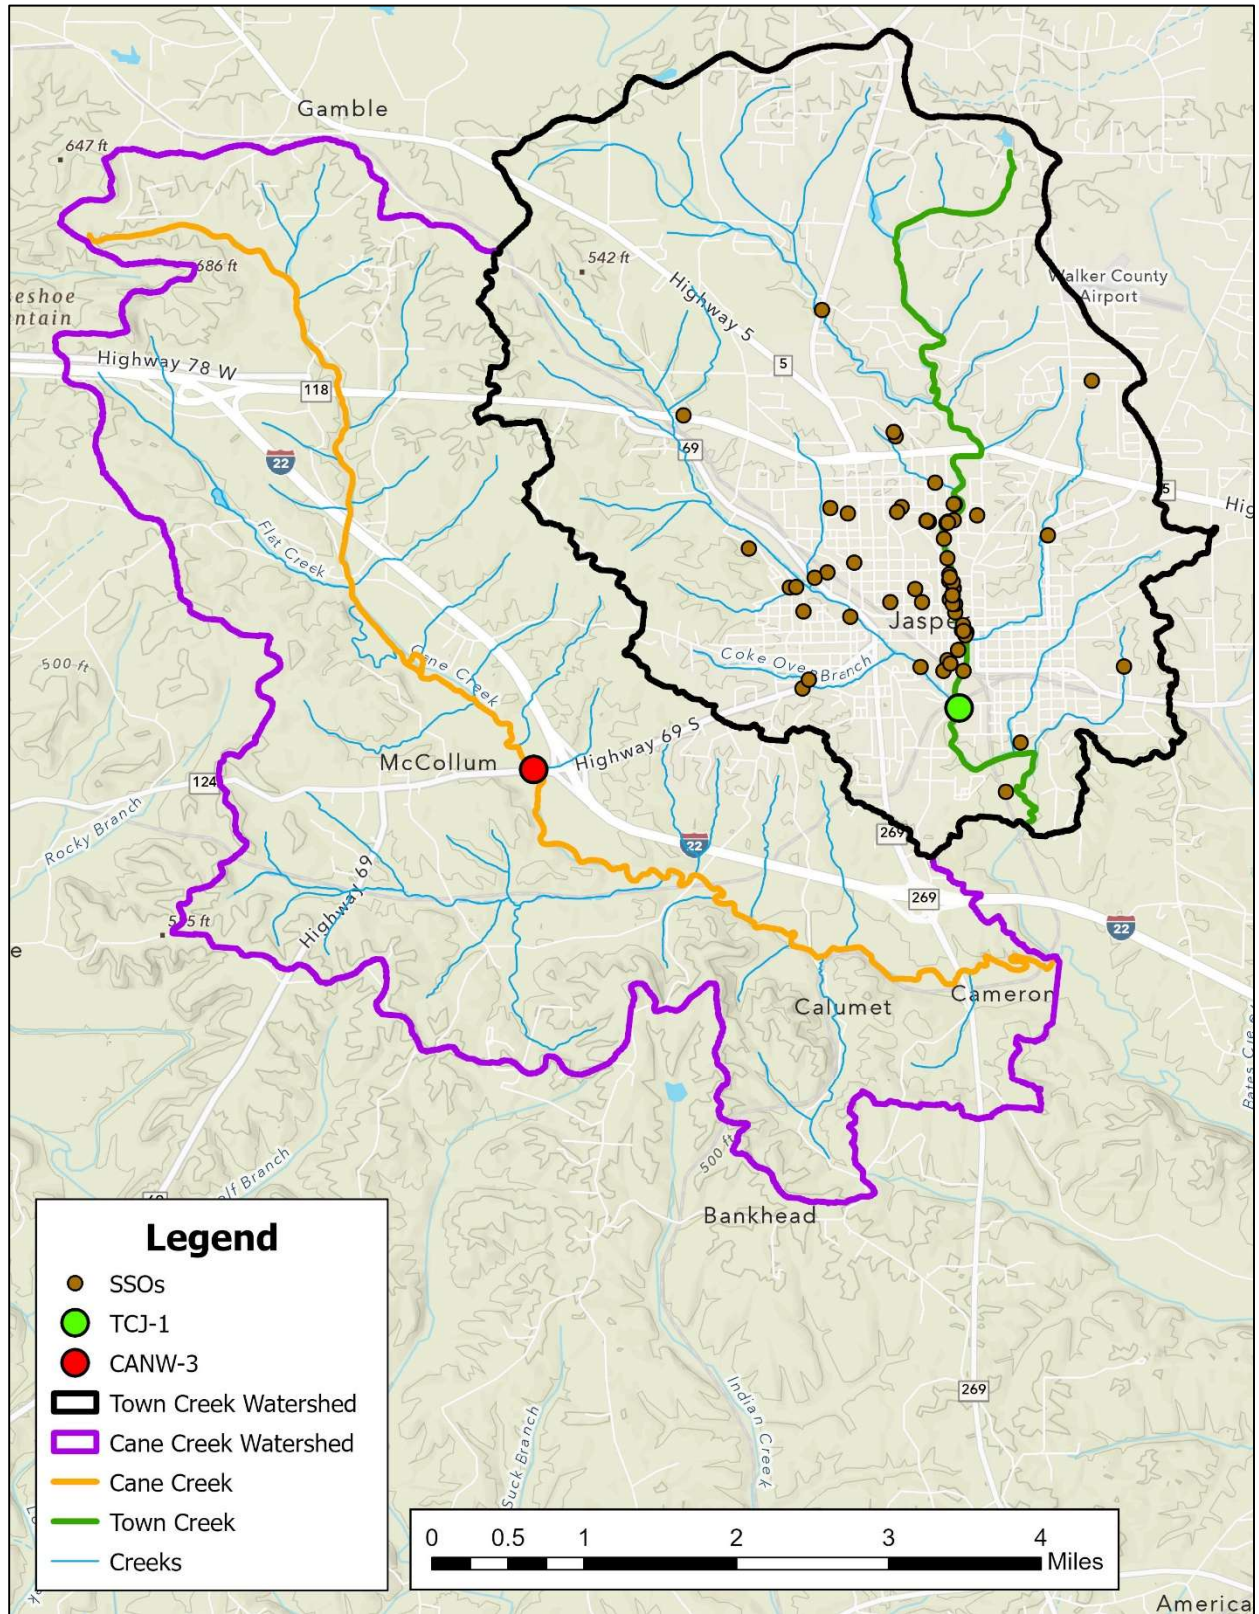 Gamble
647 ft
686 ft
542 ft
Highway 5
Walker County
Airport
eshoe
ntain
Highway 78 W
118
5
69
22
5
Hig
Flat Creek
Jaspe
500 ft
Cane Creek
Coke Oven Branch
Highway 69 S
McCollum
124
Rocky Branch
269
22
Highway 69
269
22
e
Cameron
Calumet
500 ft
Bankhead
olf Branch
269
Indian Creek
Suck Branch
Legend
SSOs
TCJ-1
CANW-3
Town Creek Watershed
Cane Creek Watershed
Cane Creek
Town Creek
Creeks
0 0.5 1 2 3 4
Miles
America